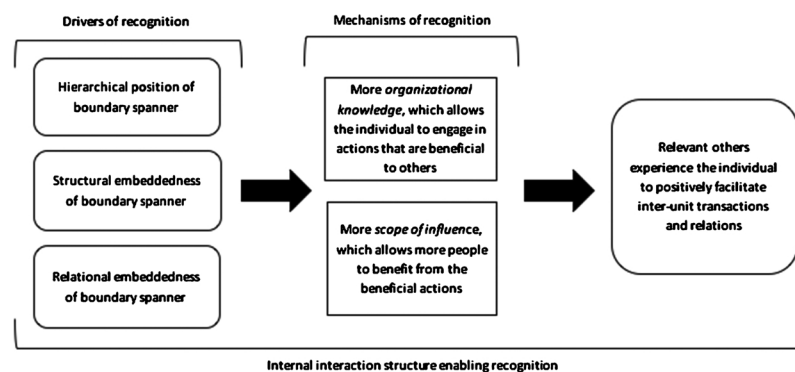 Drivers of recognition
Mechanisms of recognition
Hierarchical position of
boundary spanner
Structural embeddedness
of boundary spanner
Relational embeddedness
of boundary spanner
More organizational
knowledge, which allows
the individual to engage in
actions that are beneficial
to others
More scope of influence,
which allows more people
to benefit from the
beneficial actions
Relevant others
experience the individual
to positively facilitate
inter-unit transactions
and relations
Internal interaction structure enabling recognition